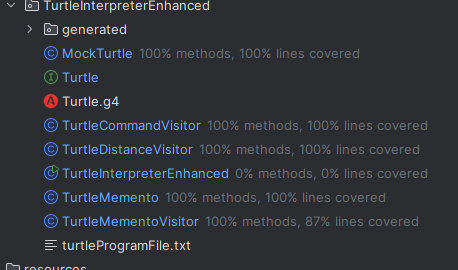 TurtleInterpreterEnhanced
generated
MockTurtle 100% methods, 100% lines covered
Turtle
Turtle.g4
TurtleCommandVisitor 100% methods, 100% lines covered
TurtleDistanceVisitor 100% methods, 100% lines covered
TurtleInterpreterEnhanced 0% methods, 0% lines covered
TurtleMemento 100% methods, 100% lines covered
TurtleMementoVisitor 100% methods, 87% lines covered
turtleProgramFile.txt
resources